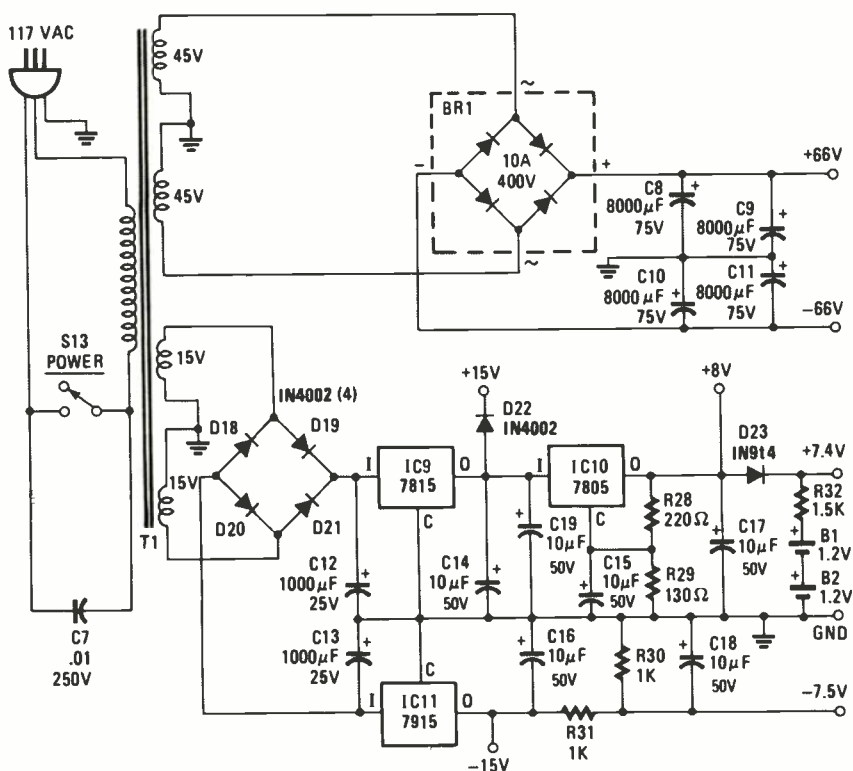 117 VAC
45V
45V
BR1
~
10A
400V
-
+
~
+66V
C8
8000μF
75V
+
C9
8000μF
75V
+
C10
8000μF
75V
+
C11
8000μF
75V
+
-66V
S13
POWER
15V
15V
T1
C7
.01
250V
IN4002 (4)
D18
D19
D20
D21
I
IC9
7815
O
C
+15V
D22
IN4002
I
IC10
7805
O
C
+8V
D23
IN914
+7.4V
R28
220Ω
R29
130Ω
R32
1.5K
B1
1.2V
+
B2
1.2V
+
GND
C12
1000μF
25V
+
C13
1000μF
25V
+
C14
10μF
50V
+
C19
10μF
50V
+
C15
10μF
50V
+
C17
10μF
50V
+
C16
10μF
50V
+
R30
1K
C18
10μF
50V
+
C
I
IC11
7915
O
-15V
R31
1K
-7.5V